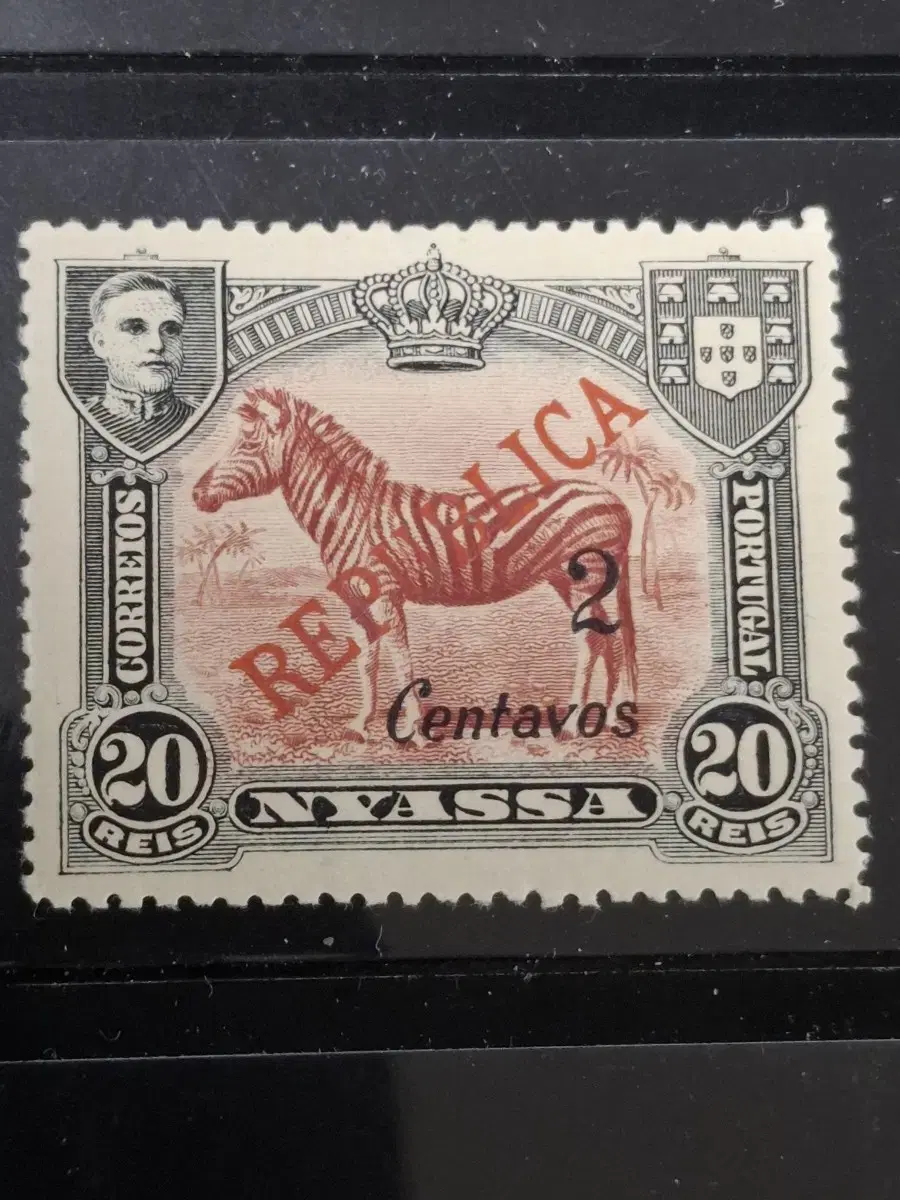 CORREIOS
PORTUGAL
REPUBLICA
2
Centavos
20
REIS
NYASSA
20
REIS